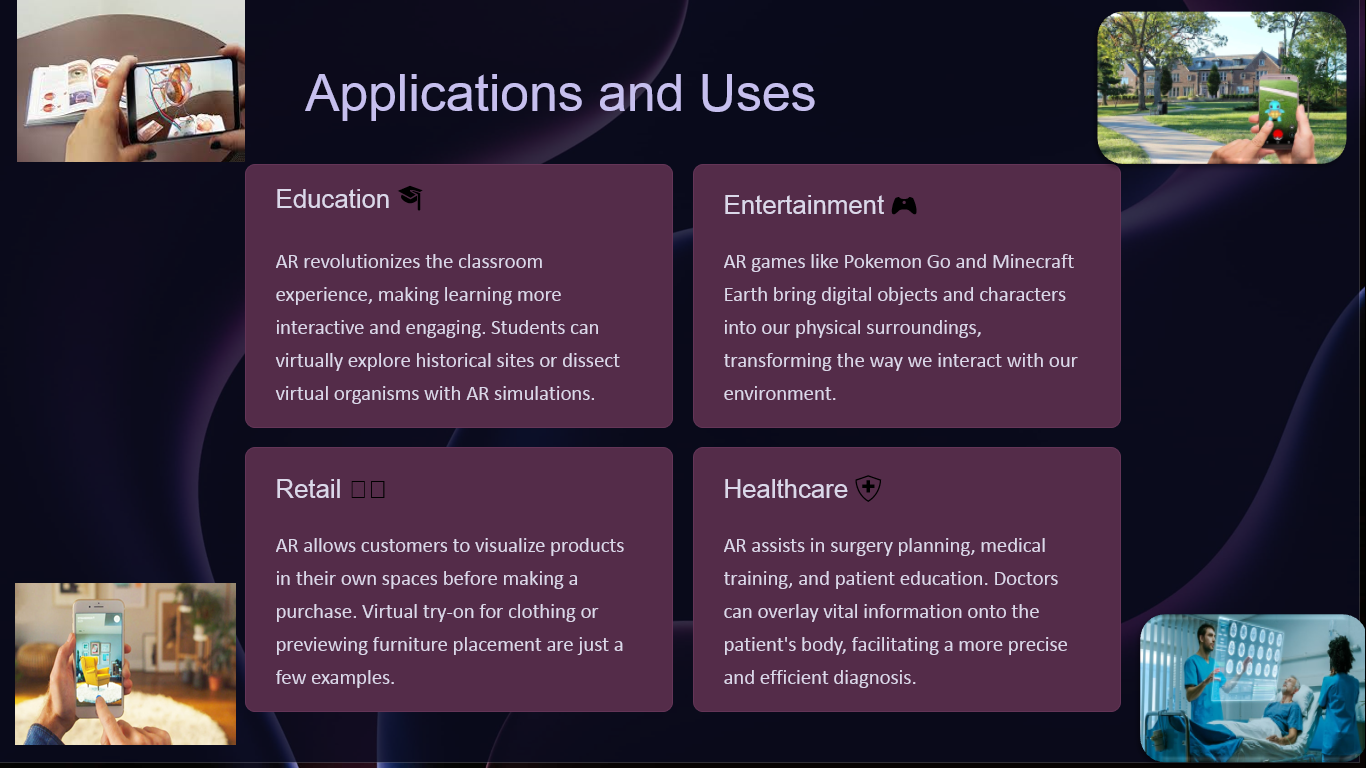 Applications and Uses
Education
AR revolutionizes the classroom
experience, making learning more
interactive and engaging. Students can
virtually explore historical sites or dissect
virtual organisms with AR simulations.
Entertainment
AR games like Pokemon Go and Minecraft
Earth bring digital objects and characters
into our physical surroundings,
transforming the way we interact with our
environment.
Retail
AR allows customers to visualize products
in their own spaces before making a
purchase. Virtual try-on for clothing or
previewing furniture placement are just a
few examples.
Healthcare
AR assists in surgery planning, medical
training, and patient education. Doctors
can overlay vital information onto the
patient's body, facilitating a more precise
and efficient diagnosis.